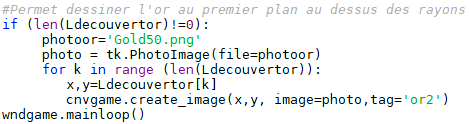 #Permet dessiner l'or au premier plan au dessus des rayons
if (len(Ldecouvertor)!=0):
     photoor='Gold50.png'
     photo = tk.PhotoImage(file=photoor)
     for k in range (len(Ldecouvertor)):
        x,y=Ldecouvertor[k]
        cnvgame.create_image(x,y, image=photo,tag='or2')
wndgame.mainloop()